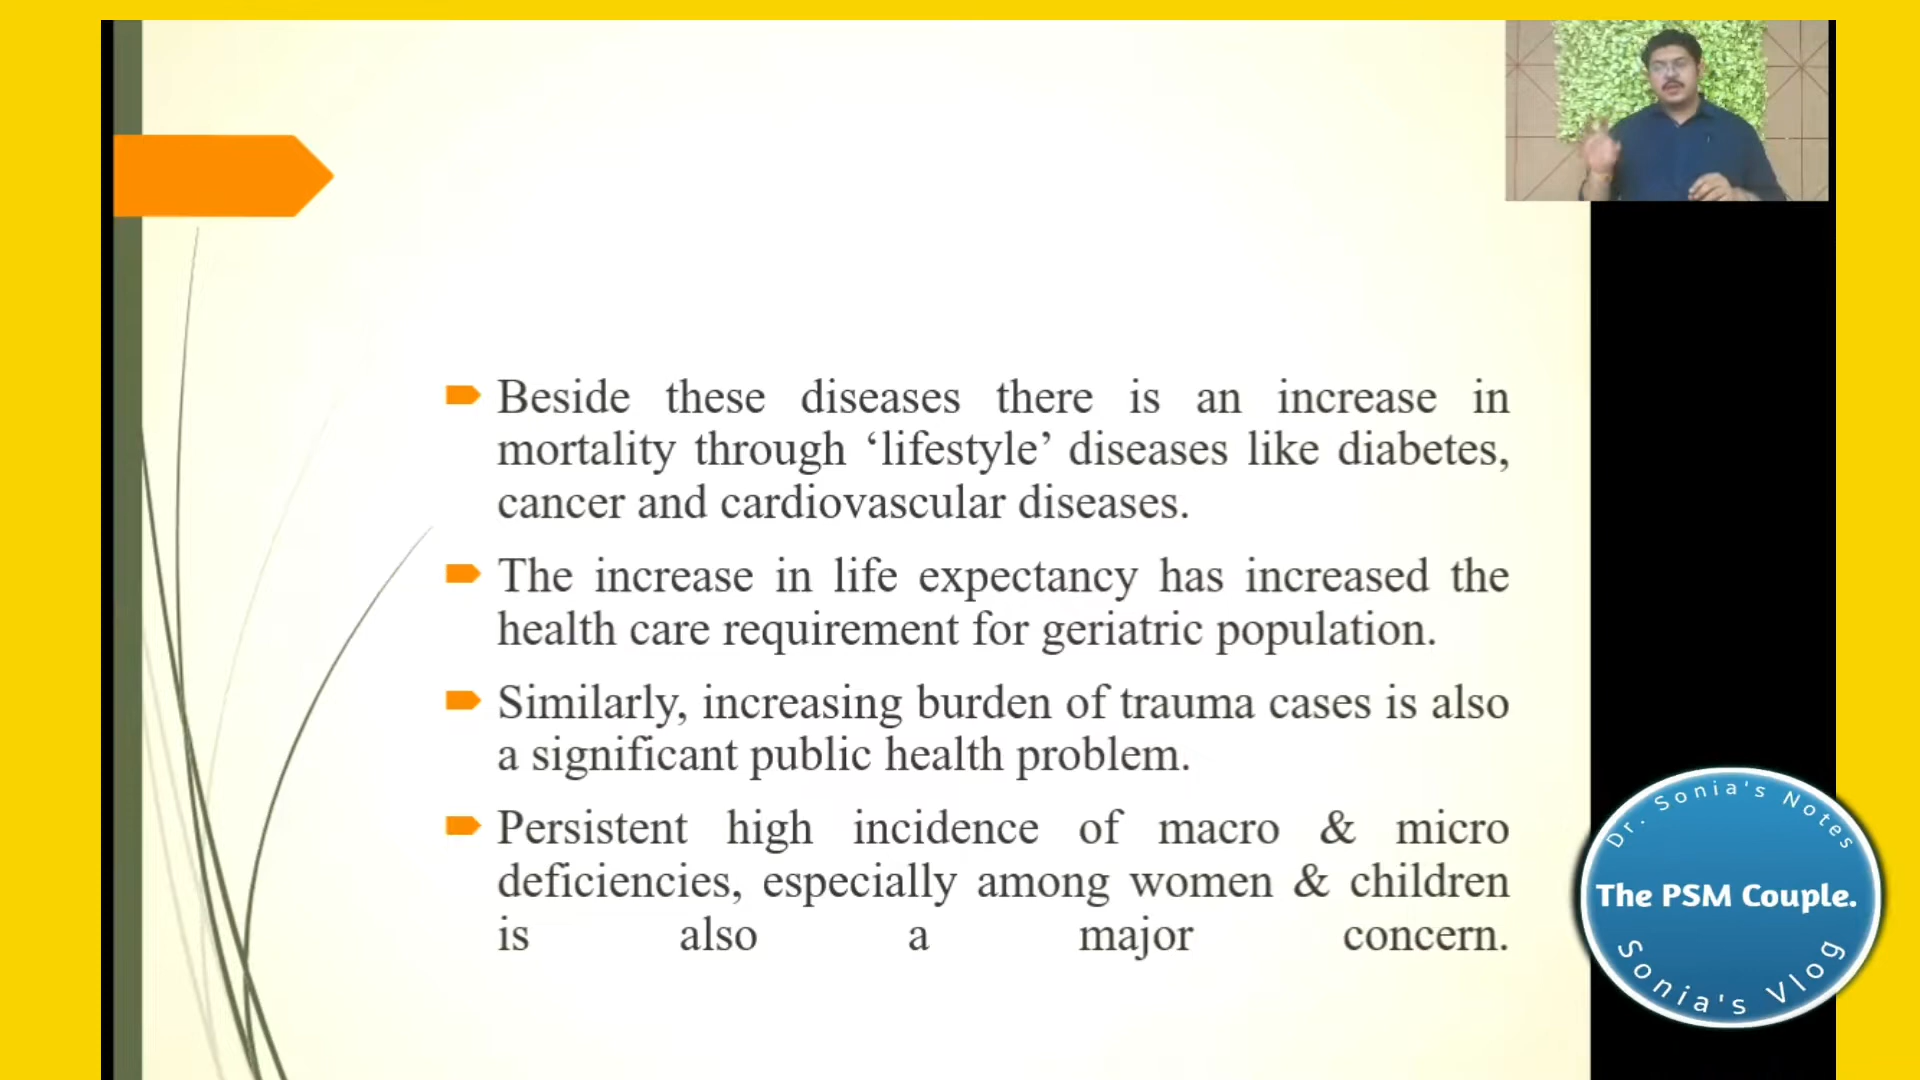 Beside these diseases there is an increase in
mortality through ‘lifestyle’ diseases like diabetes,
cancer and cardiovascular diseases.
The increase in life expectancy has increased the
health care requirement for geriatric population.
Similarly, increasing burden of trauma cases is also
a significant public health problem.
Persistent high incidence of macro & micro
deficiencies, especially among women & children
is also a major concern.
Dr. Sonia's Notes
The PSM Couple.
Sonia's Vlog